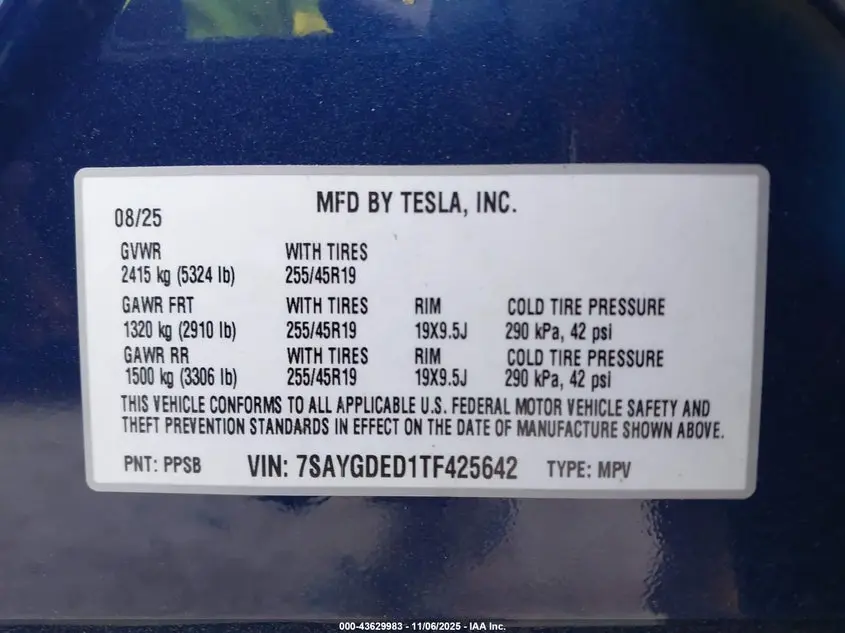 MFD BY TESLA, INC.
08/25
GVWR WITH TIRES
2415 kg (5324 lb) 255/45R19
GAWR FRT WITH TIRES RIM COLD TIRE PRESSURE
1320 kg (2910 lb) 255/45R19 19X9.5J 290 kPa, 42 psi
GAWR RR WITH TIRES RIM COLD TIRE PRESSURE
1500 kg (3306 lb) 255/45R19 19X9.5J 290 kPa, 42 psi
THIS VEHICLE CONFORMS TO ALL APPLICABLE U.S. FEDERAL MOTOR VEHICLE SAFETY AND
THEFT PREVENTION STANDARDS IN EFFECT ON THE DATE OF MANUFACTURE SHOWN ABOVE.
PNT: PPSB VIN: 7SAYGDED1TF425642 TYPE: MPV
000-43629983 - 11/06/2025 - IAA Inc.